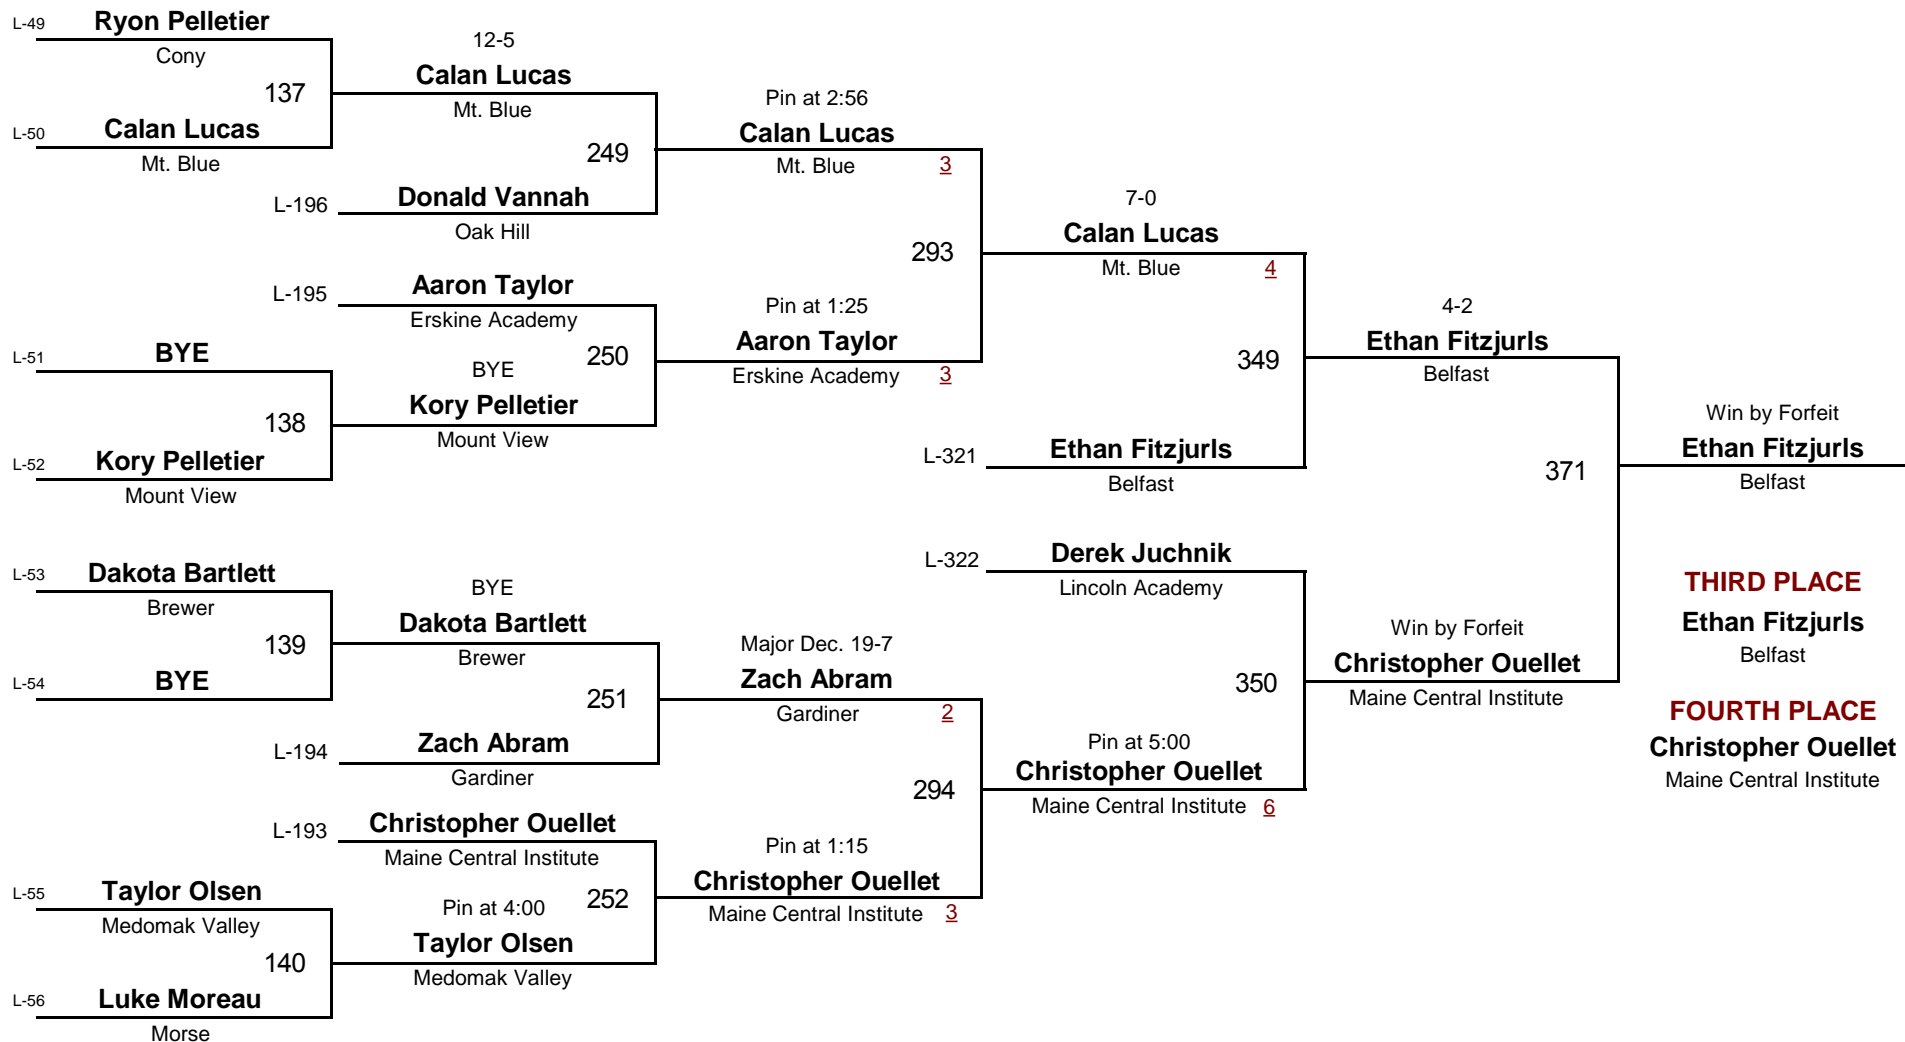 L-49 Ryon Pelletier
Cony
12-5
137
Calan Lucas
Mt. Blue
L-50 Calan Lucas
Mt. Blue
249
Pin at 2:56
Calan Lucas
Mt. Blue 3
L-196 Donald Vannah
Oak Hill
293
7-0
Calan Lucas
Mt. Blue 4
L-195 Aaron Taylor
Erskine Academy
Pin at 1:25
Aaron Taylor
Erskine Academy 3
L-51 BYE
250
BYE
138
Kory Pelletier
Mount View
L-52 Kory Pelletier
Mount View
349
4-2
Ethan Fitzjurls
Belfast
L-321 Ethan Fitzjurls
Belfast
371
Win by Forfeit
Ethan Fitzjurls
Belfast
L-53 Dakota Bartlett
Brewer
BYE
139
Dakota Bartlett
Brewer
L-54 BYE
251
Major Dec. 19-7
Zach Abram
Gardiner 2
L-194 Zach Abram
Gardiner
L-322 Derek Juchnik
Lincoln Academy
350
Win by Forfeit
Christopher Ouellet
Maine Central Institute
294
Pin at 5:00
Christopher Ouellet
Maine Central Institute 6
L-193 Christopher Ouellet
Maine Central Institute
Pin at 1:15
Christopher Ouellet
Maine Central Institute 3
L-55 Taylor Olsen
Medomak Valley
252
Pin at 4:00
140
Taylor Olsen
Medomak Valley
L-56 Luke Moreau
Morse
THIRD PLACE
Ethan Fitzjurls
Belfast
FOURTH PLACE
Christopher Ouellet
Maine Central Institute